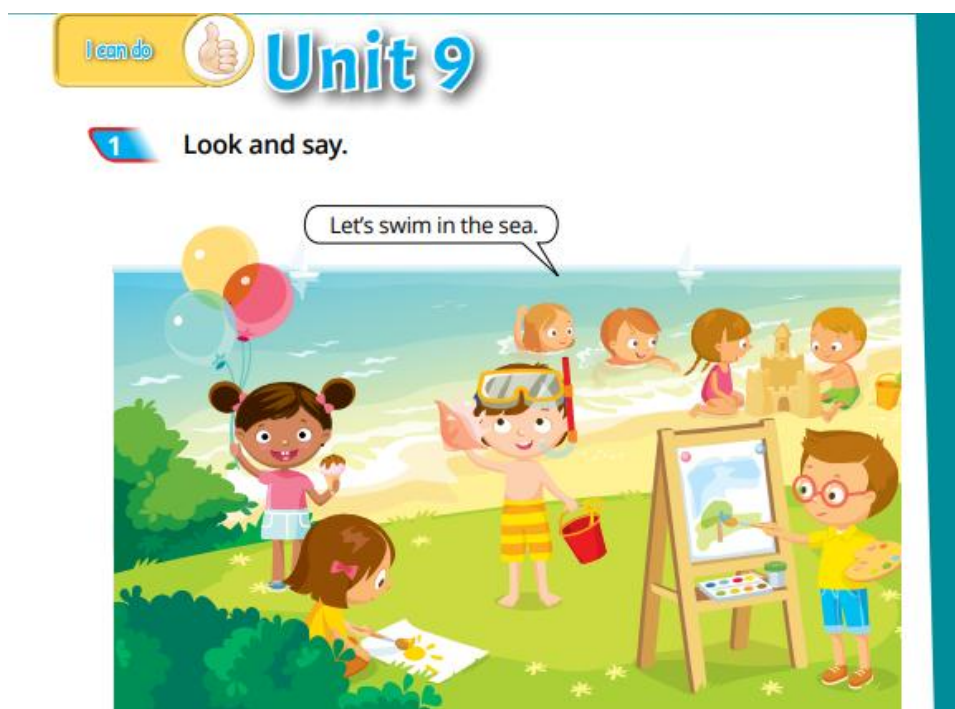 I can do
Unit 9
1 Look and say.
Let's swim in the sea.